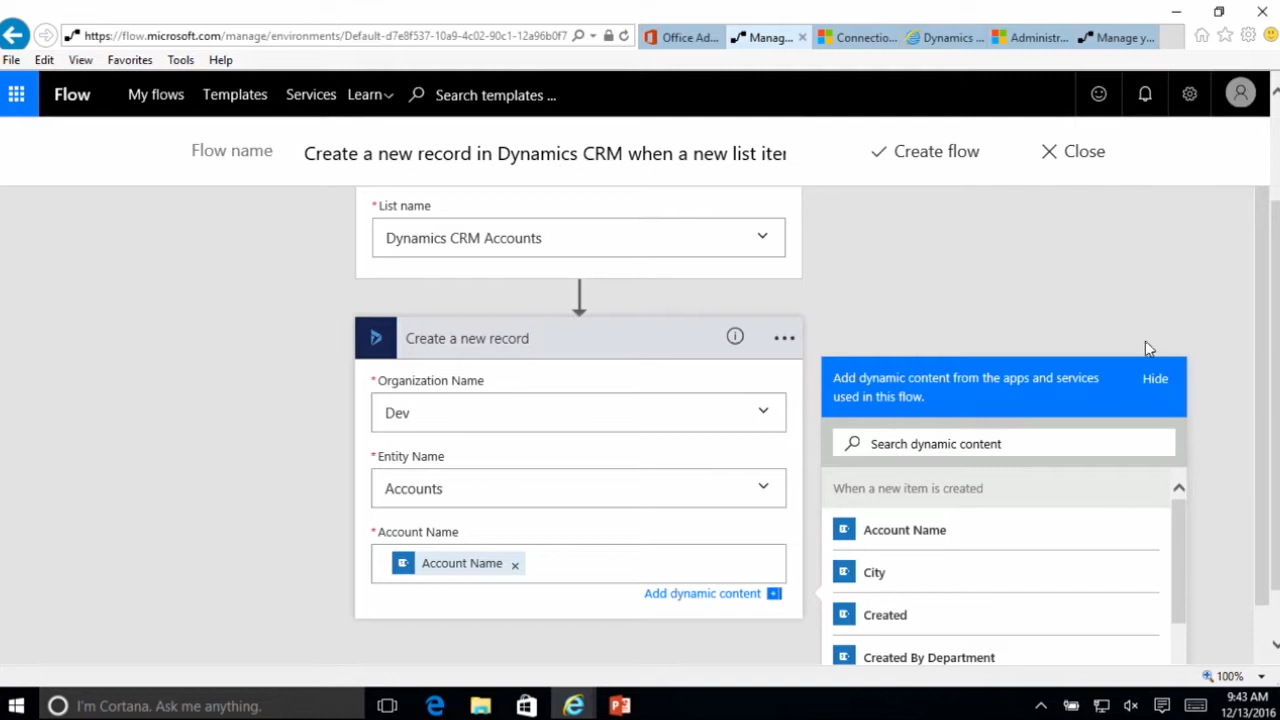 https://flow.microsoft.com/manage/environments/Default-d7e8f537-10a9-4c02-90c1-12a96b0f7
Office Ad...
Manag...
Connectio...
Dynamics ...
Administr...
Manage y...
File Edit View Favorites Tools Help
Flow My flows Templates Services Learn Search templates ...
Flow name Create a new record in Dynamics CRM when a new list iter Create flow Close
* List name
Dynamics CRM Accounts
Create a new record
* Organization Name
Dev
* Entity Name
Accounts
* Account Name
Account Name
Add dynamic content
Add dynamic content from the apps and services
used in this flow.
Hide
Search dynamic content
When a new item is created
Account Name
City
Created
Created By Department
100%
I'm Cortana. Ask me anything.
9:43 AM
12/13/2016